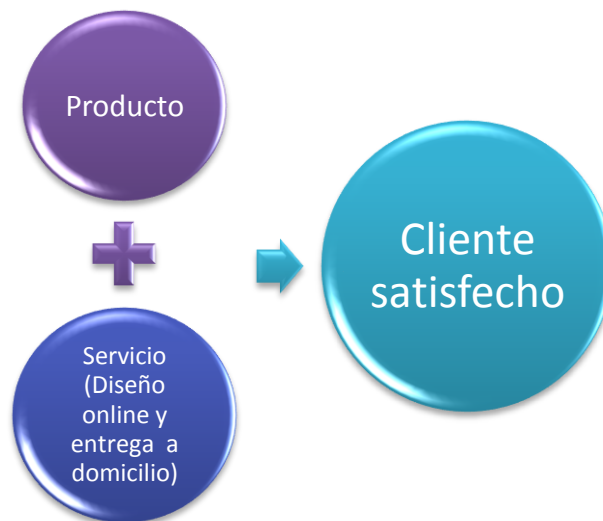 Producto
Servicio
(Diseño
online y
entrega a
domicilio)
Cliente
satisfecho